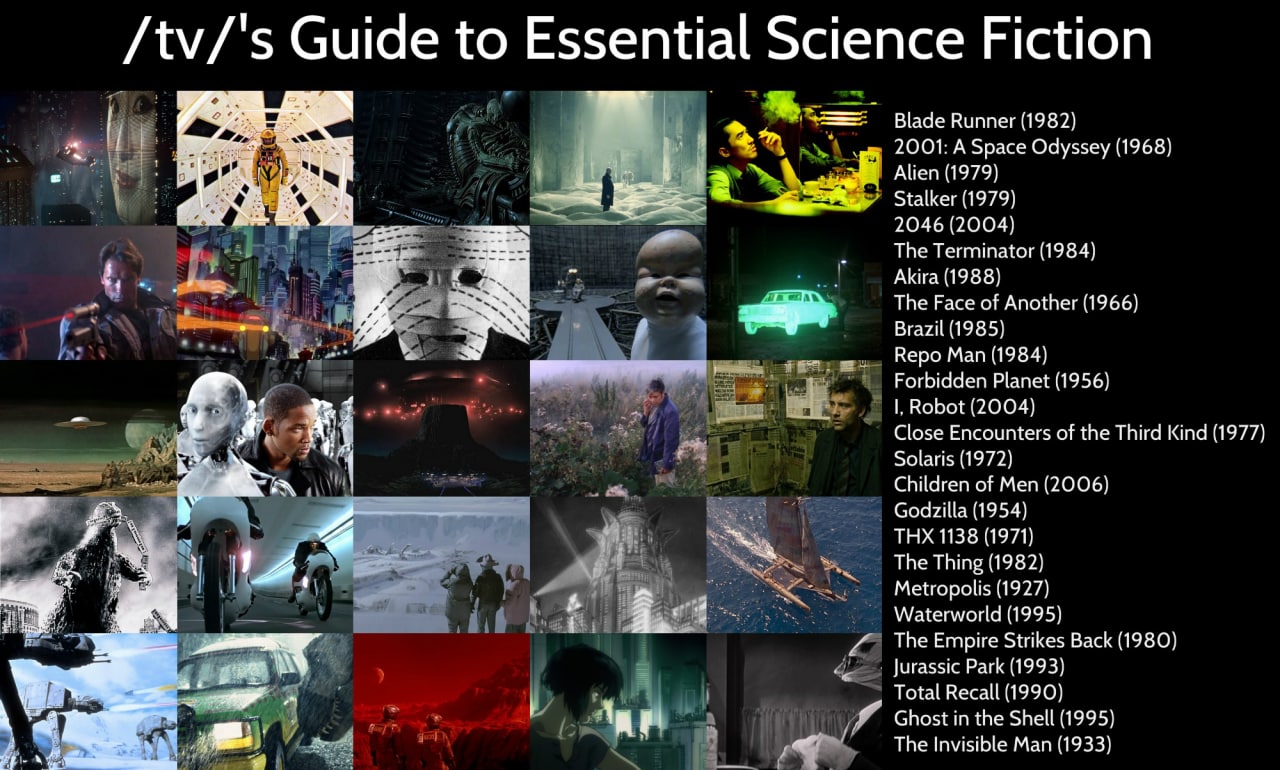 /tv/'s Guide to Essential Science Fiction
Blade Runner (1982)
2001: A Space Odyssey (1968)
Alien (1979)
Stalker (1979)
2046 (2004)
The Terminator (1984)
Akira (1988)
The Face of Another (1966)
Brazil (1985)
Repo Man (1984)
Forbidden Planet (1956)
I, Robot (2004)
Close Encounters of the Third Kind (1977)
Solaris (1972)
Children of Men (2006)
Godzilla (1954)
THX 1138 (1971)
The Thing (1982)
Metropolis (1927)
Waterworld (1995)
The Empire Strikes Back (1980)
Jurassic Park (1993)
Total Recall (1990)
Ghost in the Shell (1995)
The Invisible Man (1933)